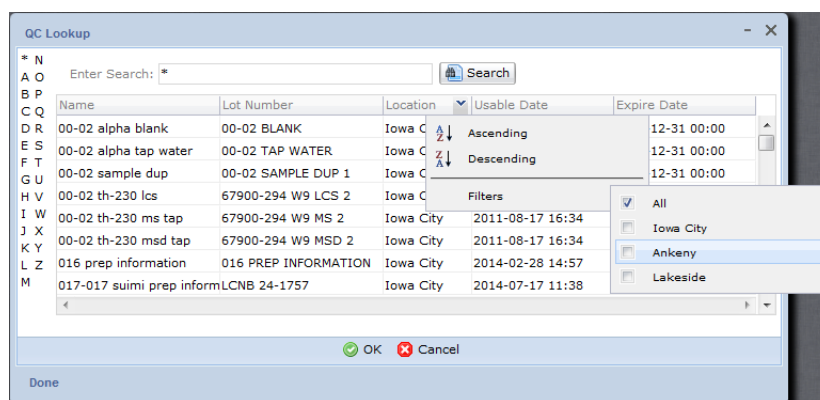 QC Lookup
* N
A O
B P
C Q
D R
E S
F T
G U
H V
I W
J X
K Y
L Z
M
Enter Search: * Search
Name Lot Number Location Usable Date Expire Date
00-02 alpha blank 00-02 BLANK Iowa C 12-31 00:00
00-02 alpha tap water 00-02 TAP WATER Iowa C 12-31 00:00
00-02 sample dup 00-02 SAMPLE DUP 1 Iowa C 12-31 00:00
00-02 th-230 lcs 67900-294 W9 LCS 2 Iowa C
00-02 th-230 ms tap 67900-294 W9 MS 2 Iowa City 2011-08-17 16:34
00-02 th-230 msd tap 67900-294 W9 MSD 2 Iowa City 2011-08-17 16:34
016 prep information 016 PREP INFORMATION Iowa City 2014-02-28 14:57
017-017 suimi prep inform LCNB 24-1757 Iowa City 2014-07-17 11:38
Ascending
Descending
Filters
All
Iowa City
Ankeny
Lakeside
OK Cancel
Done